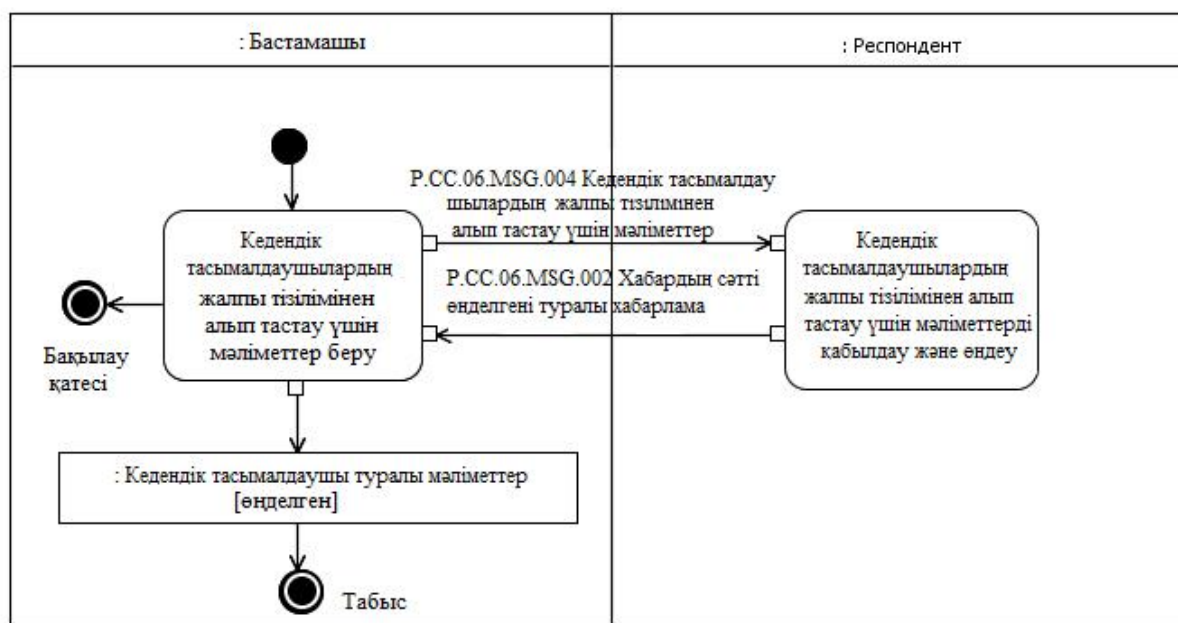 : Бастамашы
: Респондент
P.CC.06.MSG.004 Кедендік тасымалдау
шылардың жалпы тізілімінен
алып тастау үшін мәліметтер
Кедендік
тасымалдаушылардың
жалпы тізілімінен
алып тастау үшін
мәліметтер беру
P.CC.06.MSG.002 Хабардың сәтті
өнделгені туралы хабарлама
Кедендік
тасымалдаушылардың
жалпы тізілімінен алып
тастау үшін мәліметтерді
қабылдау және өндеу
Бақылау
қатесі
: Кедендік тасымалдаушы туралы мәліметтер
[өңделген]
Табыс